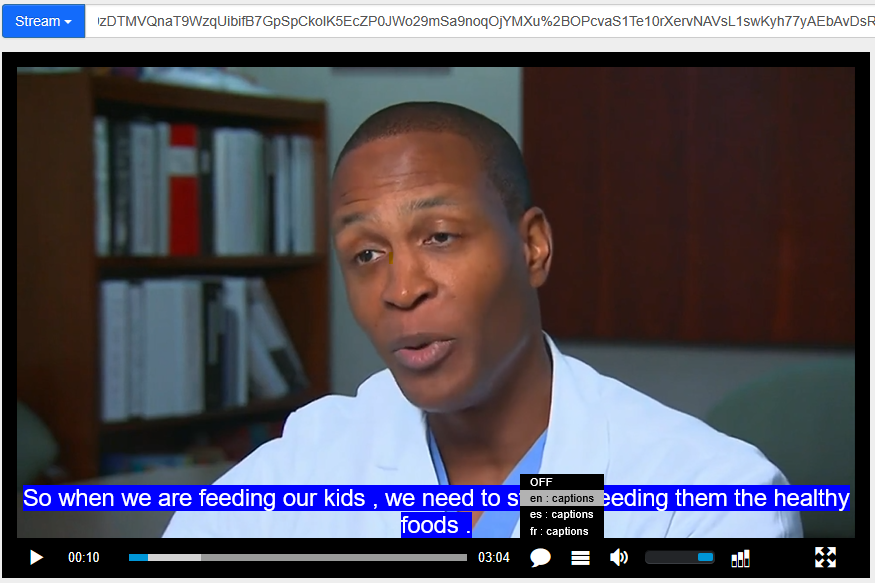 Stream
zDTMVQnaT9WzqUibifB7GpSpCkolK5EcZP0JWo29mSa9noqOjYMXu%2BOPcvaS1Te10rXervNAVsL1swKyh77yAEbAvDsR
So when we are feeding our kids , we need to s eeding them the healthy
foods .
OFF
en : captions
es : captions
fr : captions
00:10
03:04